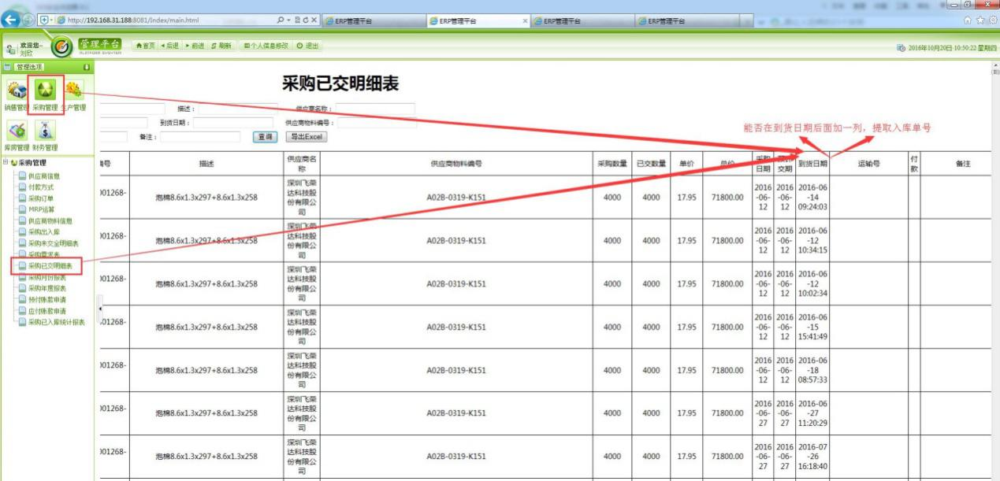 http://192.168.31.188:8081/Index/main.html
ERP管理平台
ERP管理平台
ERP管理平台
ERP管理平台
欢迎您-
刘欣
管理平台
首页 后退 前进 刷新 个人信息修改 退出
2016年10月20日 10:50:22 星期四
管理选项
销售管理 采购管理 生产管理
库房管理 财务管理
采购管理
供应商信息
付款方式
采购订单
MRP运算
供应商物料信息
采购出入库
采购未交全明细表
采购需求表
采购已交明细表
采购月份报表
采购年度报表
预付账款申请
应付账款申请
采购已入库统计报表
采购已交明细表
描述: 供应商名称:
到货日期: 供应商物料编号:
备注: 查询 导出Excel
能否在到货日期后面加一列，提取入库单号
编号 描述 供应商名称 供应商物料编号 采购数量 已交数量 单价 总价 采购日期 预计交期 到货日期 运输号 付款 备注
001268- 泡棉8.6x1.3x297+8.6x1.3x258 深圳飞荣达科技股份有限公司 A02B-0319-K151 4000 4000 17.95 71800.00 2016-06-12 2016-06-12 2016-06-14 09:24:03
001268- 泡棉8.6x1.3x297+8.6x1.3x258 深圳飞荣达科技股份有限公司 A02B-0319-K151 4000 4000 17.95 71800.00 2016-06-12 2016-06-12 2016-06-12 10:34:15
001268- 泡棉8.6x1.3x297+8.6x1.3x258 深圳飞荣达科技股份有限公司 A02B-0319-K151 4000 4000 17.95 71800.00 2016-06-12 2016-06-12 2016-06-12 10:02:34
001268- 泡棉8.6x1.3x297+8.6x1.3x258 深圳飞荣达科技股份有限公司 A02B-0319-K151 4000 4000 17.95 71800.00 2016-06-12 2016-06-12 2016-06-15 15:41:49
001268- 泡棉8.6x1.3x297+8.6x1.3x258 深圳飞荣达科技股份有限公司 A02B-0319-K151 4000 4000 17.95 71800.00 2016-06-12 2016-06-12 2016-06-18 08:57:33
001268- 泡棉8.6x1.3x297+8.6x1.3x258 深圳飞荣达科技股份有限公司 A02B-0319-K151 4000 4000 17.95 71800.00 2016-06-27 2016-06-27 2016-06-27 11:20:29
001268- 泡棉8.6x1.3x297+8.6x1.3x258 深圳飞荣达科技股份有限公司 A02B-0319-K151 4000 4000 17.95 71800.00 2016-06-27 2016-06-27 2016-07-26 16:18:40